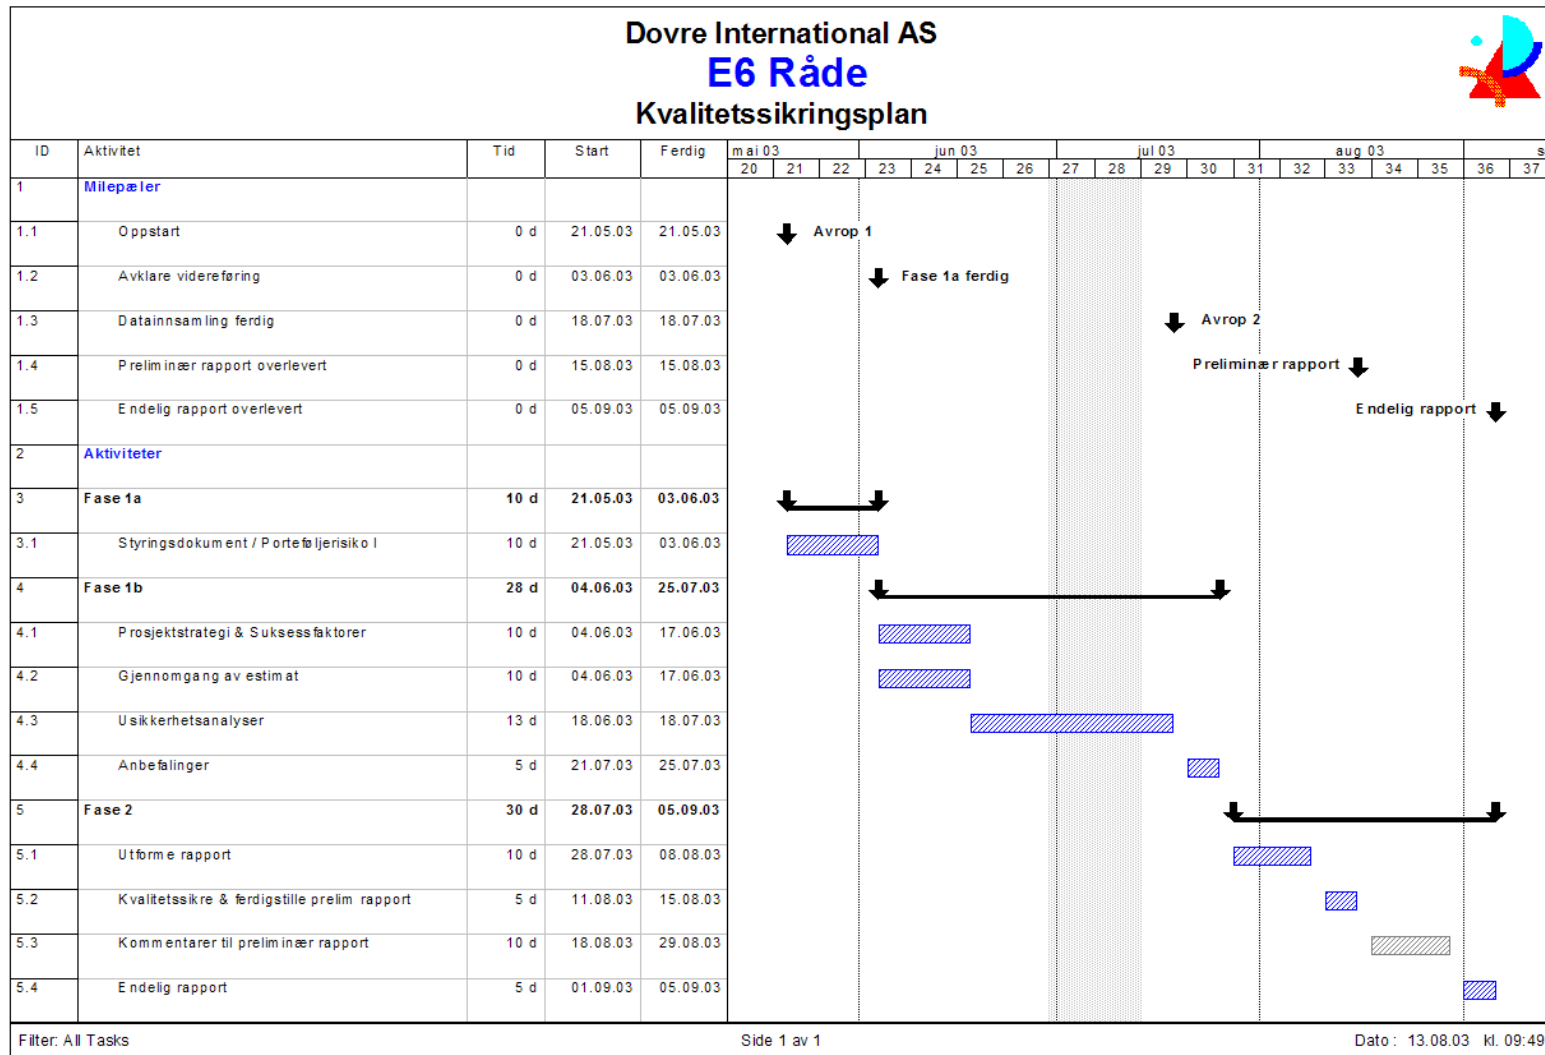 Dovre International AS
E6 Råde
Kvalitetssikringsplan
ID Aktivitet Tid Start Ferdig mai 03 jun 03 jul 03 aug 03 s
20 21 22 23 24 25 26 27 28 29 30 31 32 33 34 35 36 37
1 Milepæler
1.1 Oppstart 0 d 21.05.03 21.05.03 Avrop 1
1.2 Avklare videreføring 0 d 03.06.03 03.06.03 Fase 1a ferdig
1.3 Datainnsamling ferdig 0 d 18.07.03 18.07.03 Avrop 2
1.4 Preliminær rapport overlevert 0 d 15.08.03 15.08.03 Preliminær rapport
1.5 Endelig rapport overlevert 0 d 05.09.03 05.09.03 Endelig rapport
2 Aktiviteter
3 Fase 1a 10 d 21.05.03 03.06.03
3.1 Styringsdokument / Porteføljerisiko I 10 d 21.05.03 03.06.03
4 Fase 1b 28 d 04.06.03 25.07.03
4.1 Prosjektstrategi & Suksessfaktorer 10 d 04.06.03 17.06.03
4.2 Gjennomgang av estimat 10 d 04.06.03 17.06.03
4.3 Usikkerhetsanalyser 13 d 18.06.03 18.07.03
4.4 Anbefalinger 5 d 21.07.03 25.07.03
5 Fase 2 30 d 28.07.03 05.09.03
5.1 Utforme rapport 10 d 28.07.03 08.08.03
5.2 Kvalitetssikre & ferdigstille prelim rapport 5 d 11.08.03 15.08.03
5.3 Kommentarer til preliminær rapport 10 d 18.08.03 29.08.03
5.4 Endelig rapport 5 d 01.09.03 05.09.03
Filter: All Tasks Side 1 av 1 Dato : 13.08.03 kl. 09:49